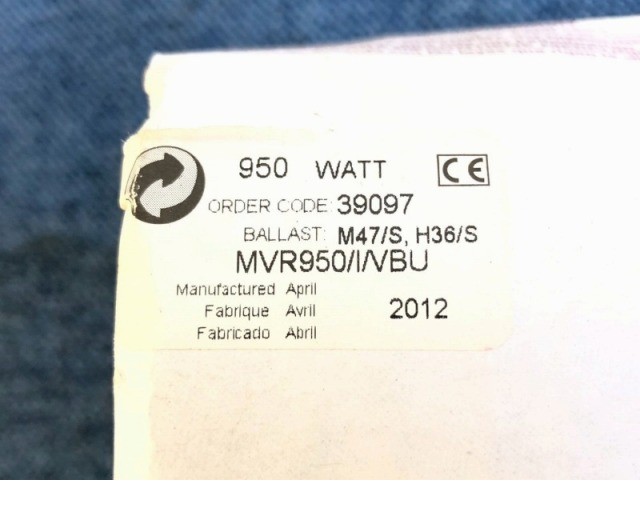 950 WATT CE
ORDER CODE: 39097
BALLAST: M47/S, H36/S
MVR950/I/VBU
Manufactured April
Fabrique Avril 2012
Fabricado Abril